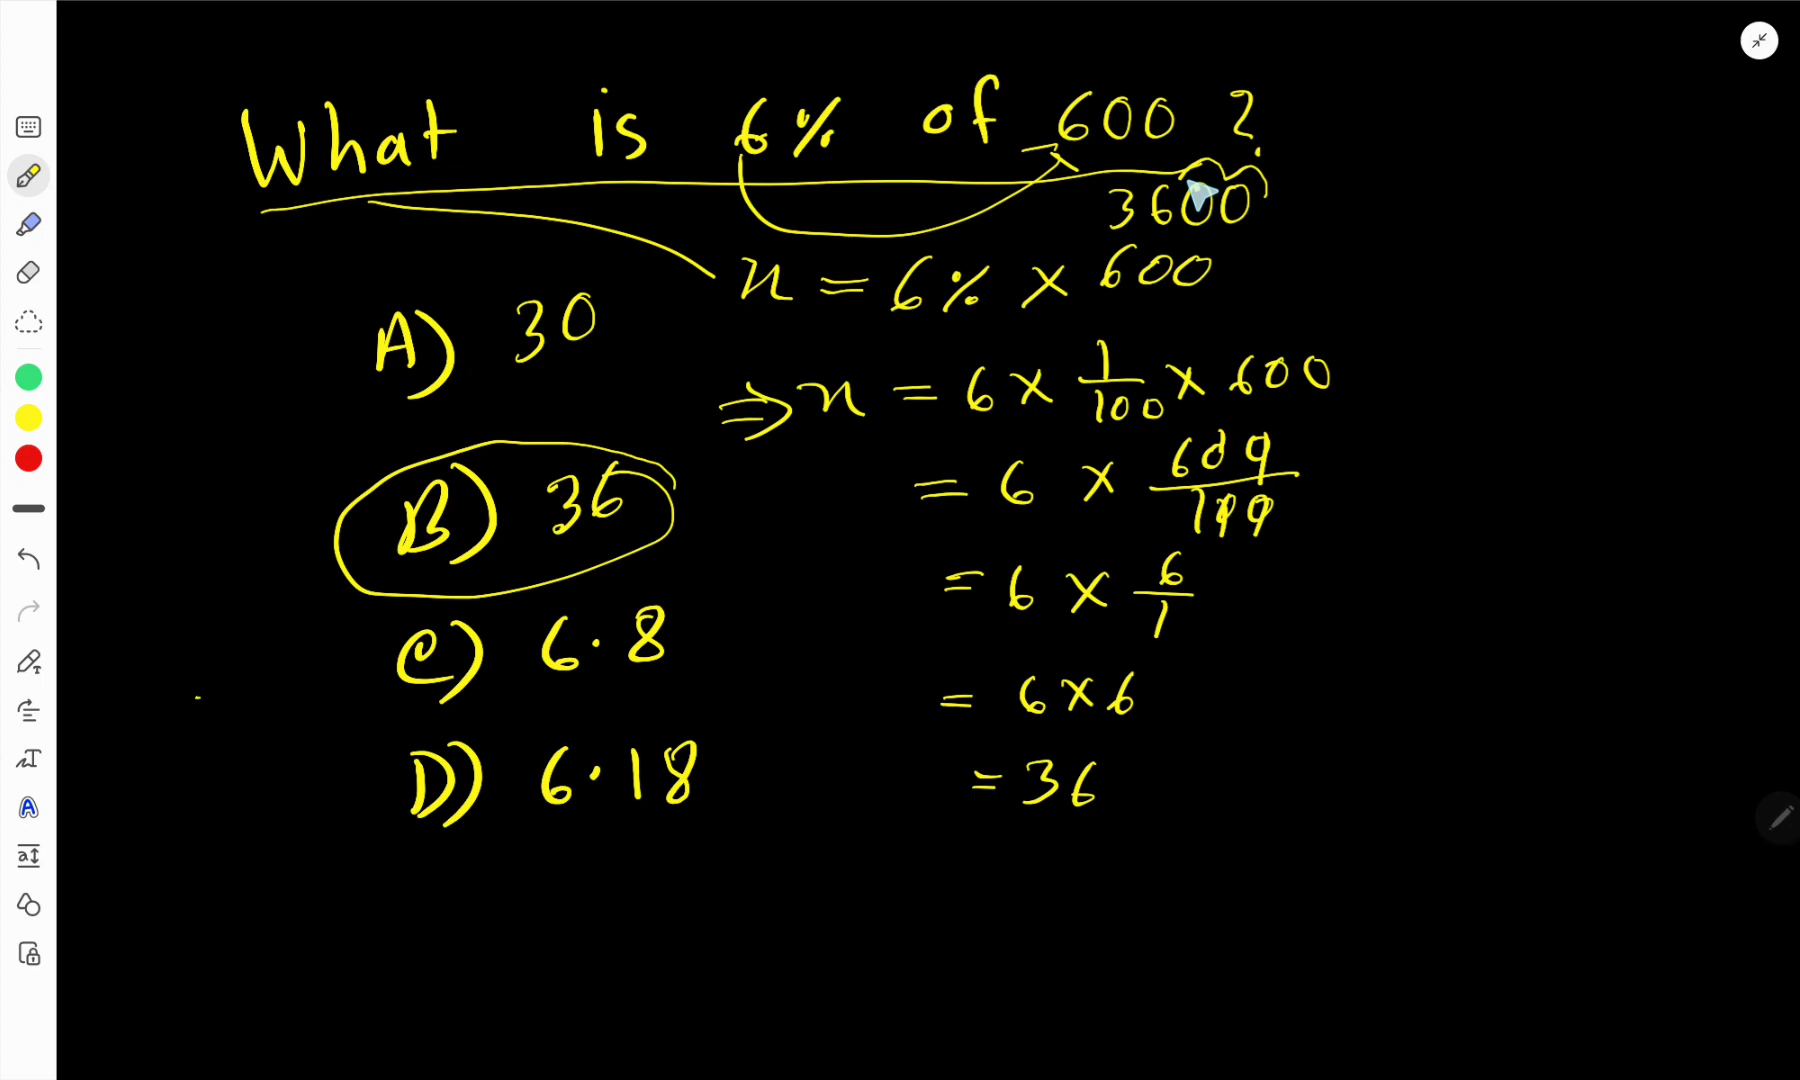 What is 6% of 600 ?
3600
n = 6% × 600
A) 30
⇒ n = 6 × 1/100 × 600
= 6 × 600/100
B) 36
= 6 × 6/1
C) 6.8
= 6 × 6
D) 6.18
= 36